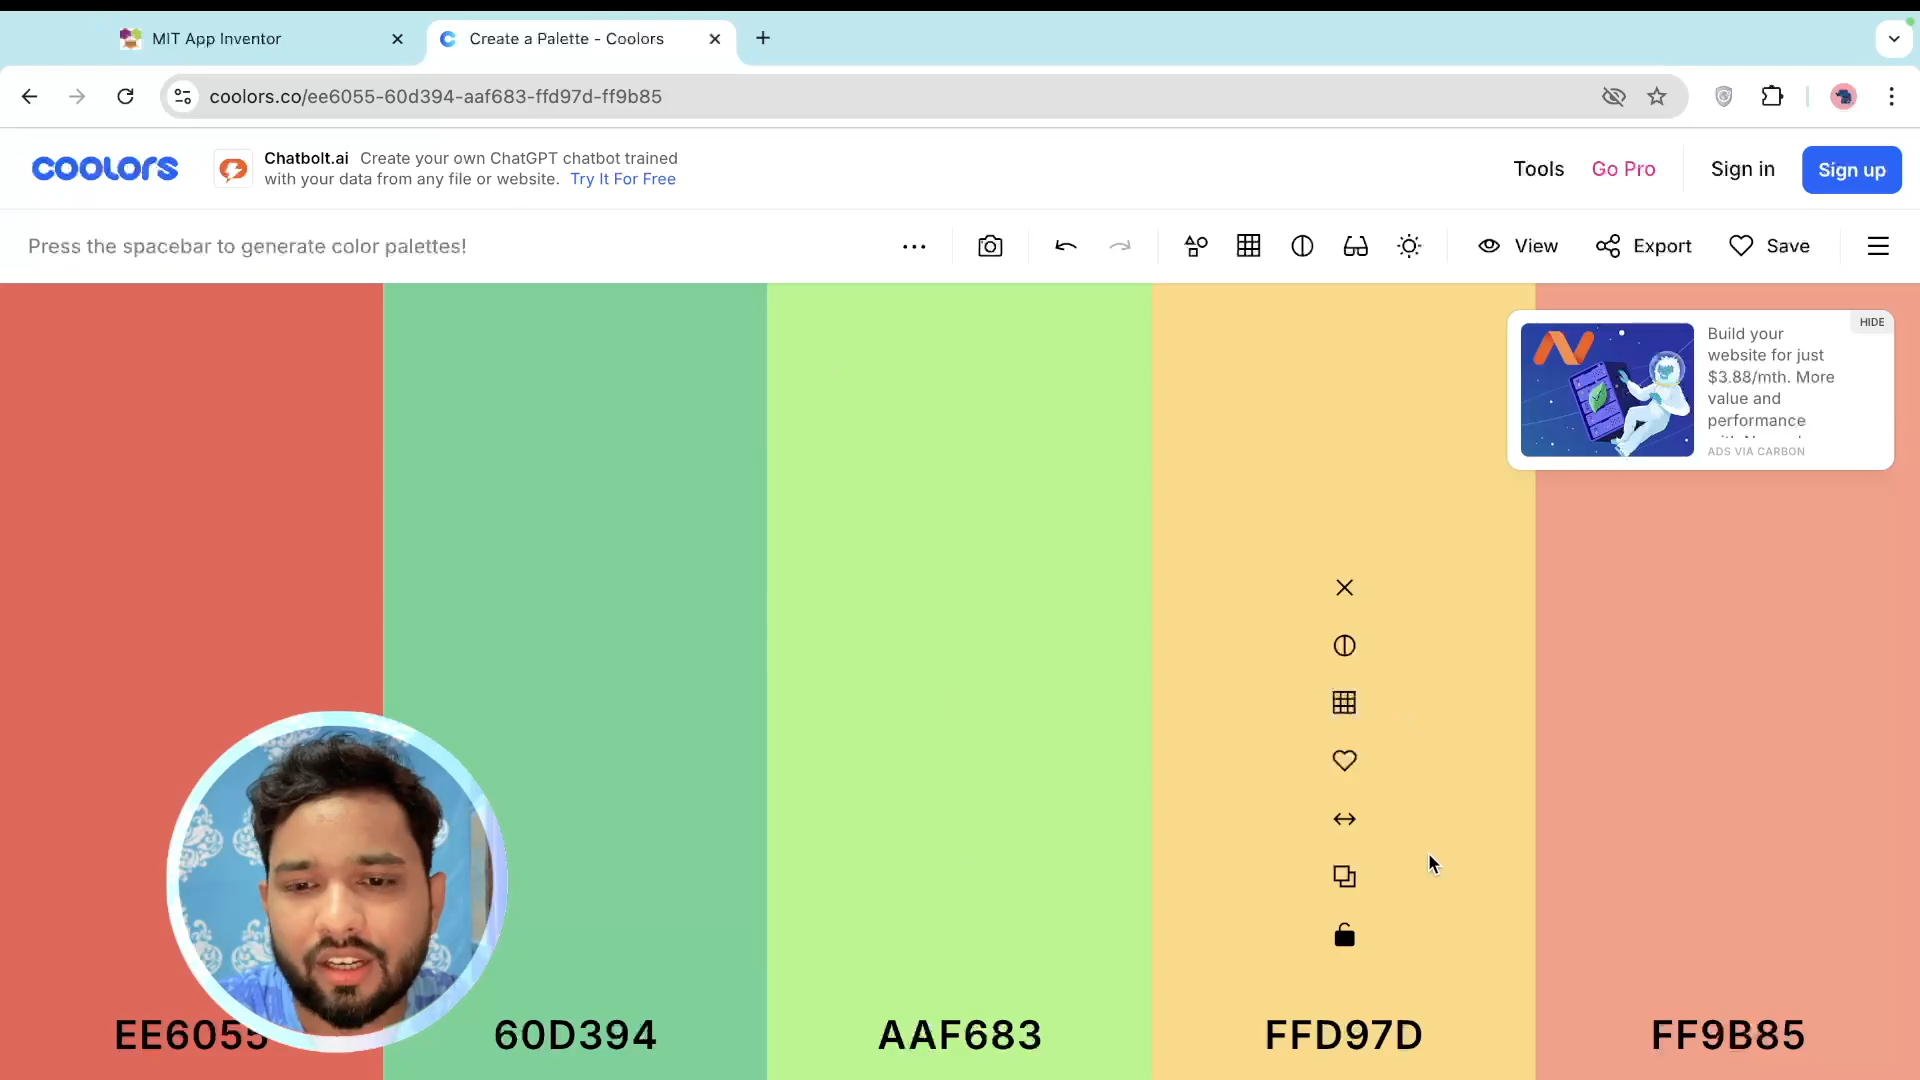 MIT App Inventor
Create a Palette - Coolors
coolors.co/ee6055-60d394-aaf683-ffd97d-ff9b85
coolors
Chatbolt.ai Create your own ChatGPT chatbot trained
with your data from any file or website. Try It For Free
Tools
Go Pro
Sign in
Sign up
Press the spacebar to generate color palettes!
View
Export
Save
HIDE
Build your
website for just
$3.88/mth. More
value and
performance
ADS VIA CARBON
EE6055
60D394
AAF683
FFD97D
FF9B85